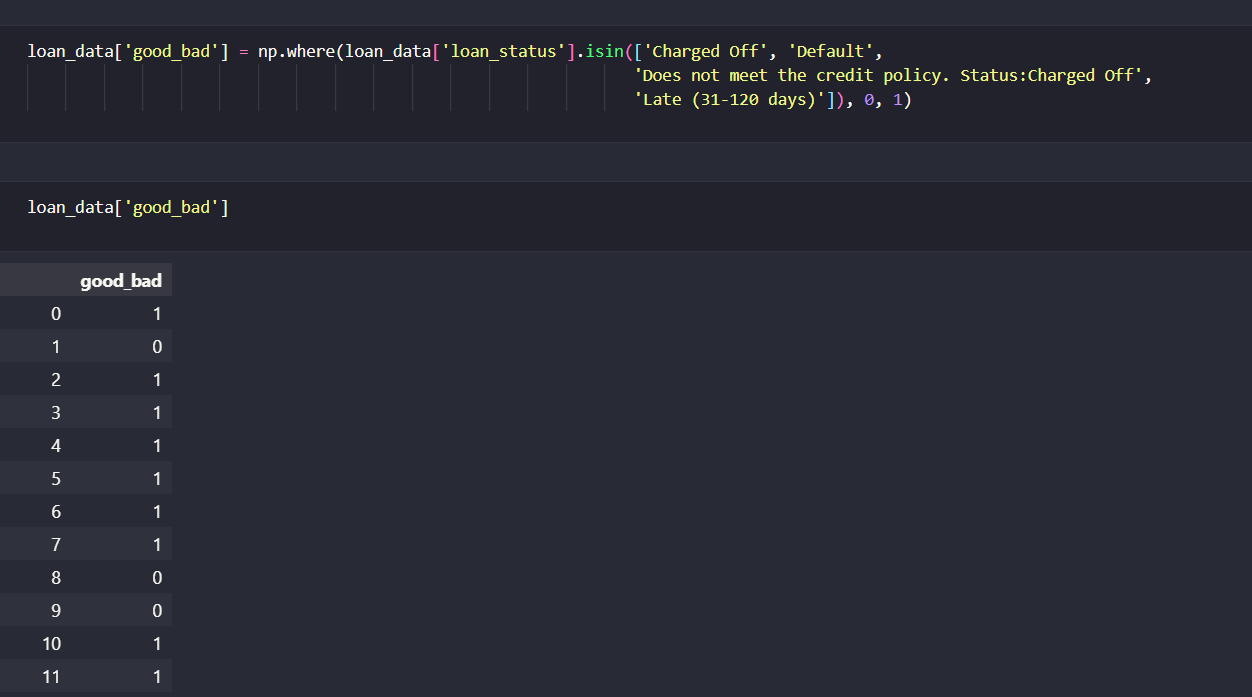 loan_data['good_bad'] = np.where(loan_data['loan_status'].isin(['Charged Off', 'Default',
'Does not meet the credit policy. Status:Charged Off',
'Late (31-120 days)']), 0, 1)
loan_data['good_bad']
good_bad
0 1
1 0
2 1
3 1
4 1
5 1
6 1
7 1
8 0
9 0
10 1
11 1